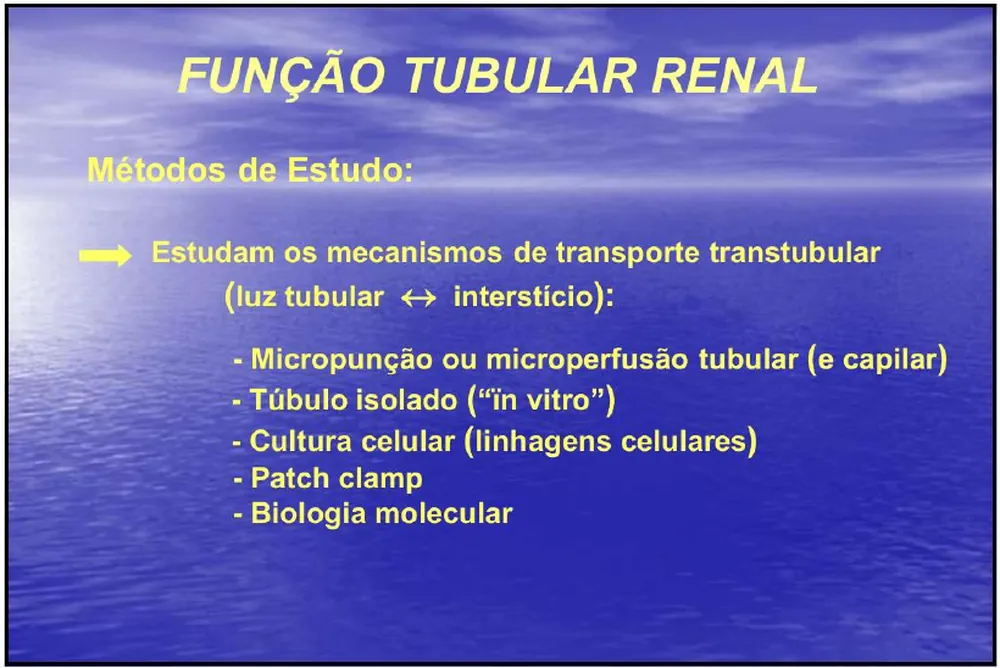 FUNÇÃO TUBULAR RENAL
Métodos de Estudo:
Estudam os mecanismos de transporte transtubular
(luz tubular ↔ interstício):
- Micropunção ou microperfusão tubular (e capilar)
- Túbulo isolado (“ïn vitro”)
- Cultura celular (linhagens celulares)
- Patch clamp
- Biologia molecular